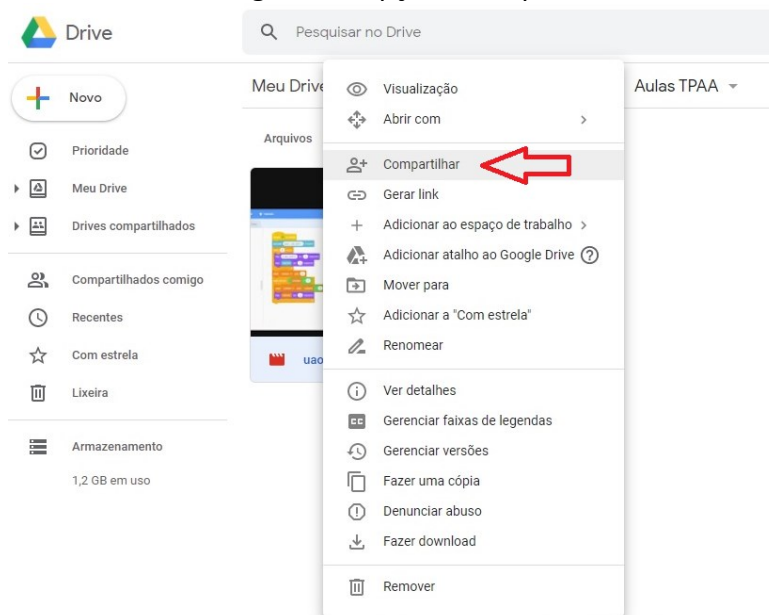 Drive
Pesquisar no Drive
Novo
Prioridade
Meu Drive
Drives compartilhados
Compartilhados comigo
Recentes
Com estrela
Lixeira
Armazenamento
1,2 GB em uso
Meu Drive
Aulas TPAA
Arquivos
uao
Visualização
Abrir com
Compartilhar
Gerar link
Adicionar ao espaço de trabalho
Adicionar atalho ao Google Drive
Mover para
Adicionar a "Com estrela"
Renomear
Ver detalhes
CC Gerenciar faixas de legendas
Gerenciar versões
Fazer uma cópia
Denunciar abuso
Fazer download
Remover